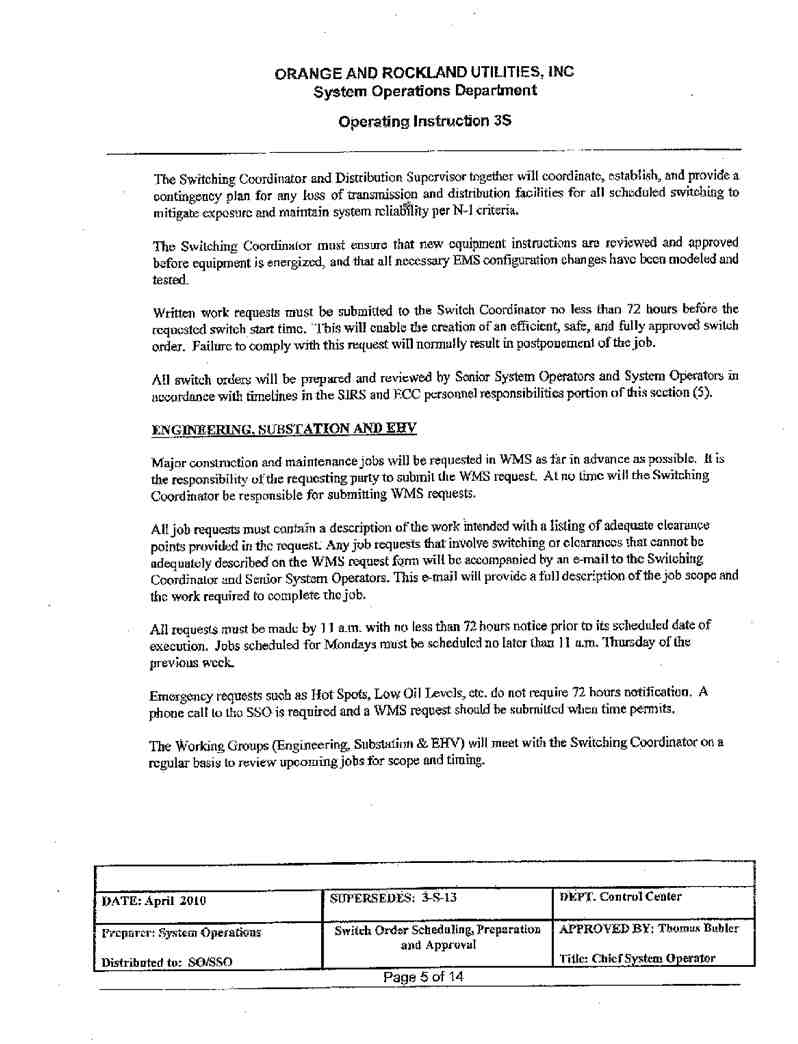 ORANGE AND ROCKLAND UTILITIES, INC
System Operations Department
Operating Instruction 3S
The Switching Coordinator and Distribution Supervisor together will coordinate, establish, and provide a
contingency plan for any loss of transmission and distribution facilities for all scheduled switching to
mitigate exposure and maintain system reliability per N-1 criteria.
The Switching Coordinator must ensure that new equipment instructions are reviewed and approved
before equipment is energized, and that all necessary EMS configuration changes have been modeled and
tested.
Written work requests must be submitted to the Switch Coordinator no less than 72 hours before the
requested switch start time. This will enable the creation of an efficient, safe, and fully approved switch
order. Failure to comply with this request will normally result in postponement of the job.
All switch orders will be prepared and reviewed by Senior System Operators and System Operators in
accordance with timelines in the SIRS and ECC personnel responsibilities portion of this section (5).
ENGINEERING, SUBSTATION AND EHV
Major construction and maintenance jobs will be requested in WMS as far in advance as possible. It is
the responsibility of the requesting party to submit the WMS request. At no time will the Switching
Coordinator be responsible for submitting WMS requests.
All job requests must contain a description of the work intended with a listing of adequate clearance
points provided in the request. Any job requests that involve switching or clearances that cannot be
adequately described on the WMS request form will be accompanied by an e-mail to the Switching
Coordinator and Senior System Operators. This e-mail will provide a full description of the job scope and
the work required to complete the job.
All requests must be made by 11 a.m. with no less than 72 hours notice prior to its scheduled date of
execution. Jobs scheduled for Mondays must be scheduled no later than 11 a.m. Thursday of the
previous week.
Emergency requests such as Hot Spots, Low Oil Levels, etc. do not require 72 hours notification. A
phone call to the SSO is required and a WMS request should be submitted when time permits.
The Working Groups (Engineering, Substation & EHV) will meet with the Switching Coordinator on a
regular basis to review upcoming jobs for scope and timing.
DATE: April 2010
SUPERSEDES: 3-S-13
DEPT. Control Center
Preparer: System Operations
Distributed to: SO/SSO
Switch Order Scheduling, Preparation
and Approval
APPROVED BY: Thomas Buhler
Title: Chief System Operator
Page 5 of 14